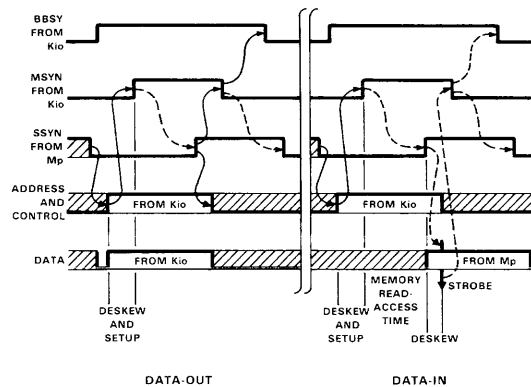 BBSY
FROM
Kio
MSYN
FROM
Kio
SSYN
FROM
Mp
ADDRESS
AND
CONTROL
FROM Kio
FROM Kio
DATA
FROM Kio
FROM Mp
DESKEW
AND
SETUP
DESKEW
AND
SETUP
MEMORY
READ-
ACCESS
TIME
STROBE
DESKEW
DATA-OUT
DATA-IN